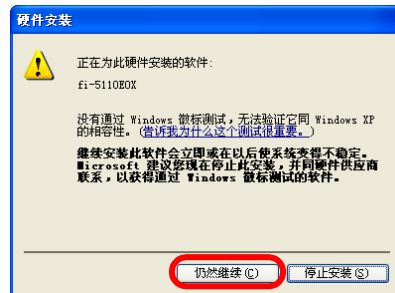 硬件安装
正在为此硬件安装的软件:
fi-5110EOX
没有通过 Windows 徽标测试，无法验证它同 Windows XP
的相容性。(告诉我为什么这个测试很重要。)
继续安装此软件会立即或在以后使系统变得不稳定。
Microsoft 建议您现在停止此安装，并同硬件供应商
联系，以获得通过 Windows 徽标测试的软件。
仍然继续(C)
停止安装(S)